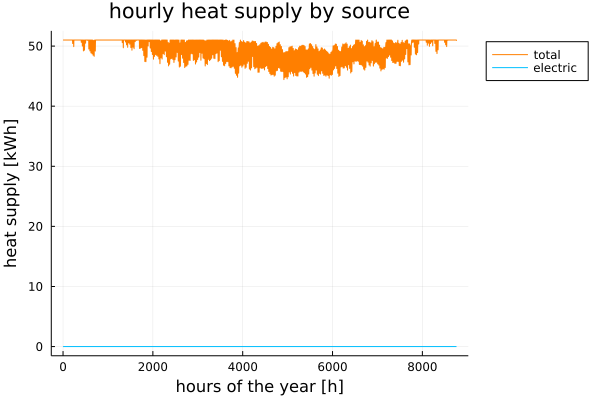 hourly heat supply by source
heat supply [kWh]
50
40
30
20
10
0
0 2000 4000 6000 8000
hours of the year [h]
total
electric